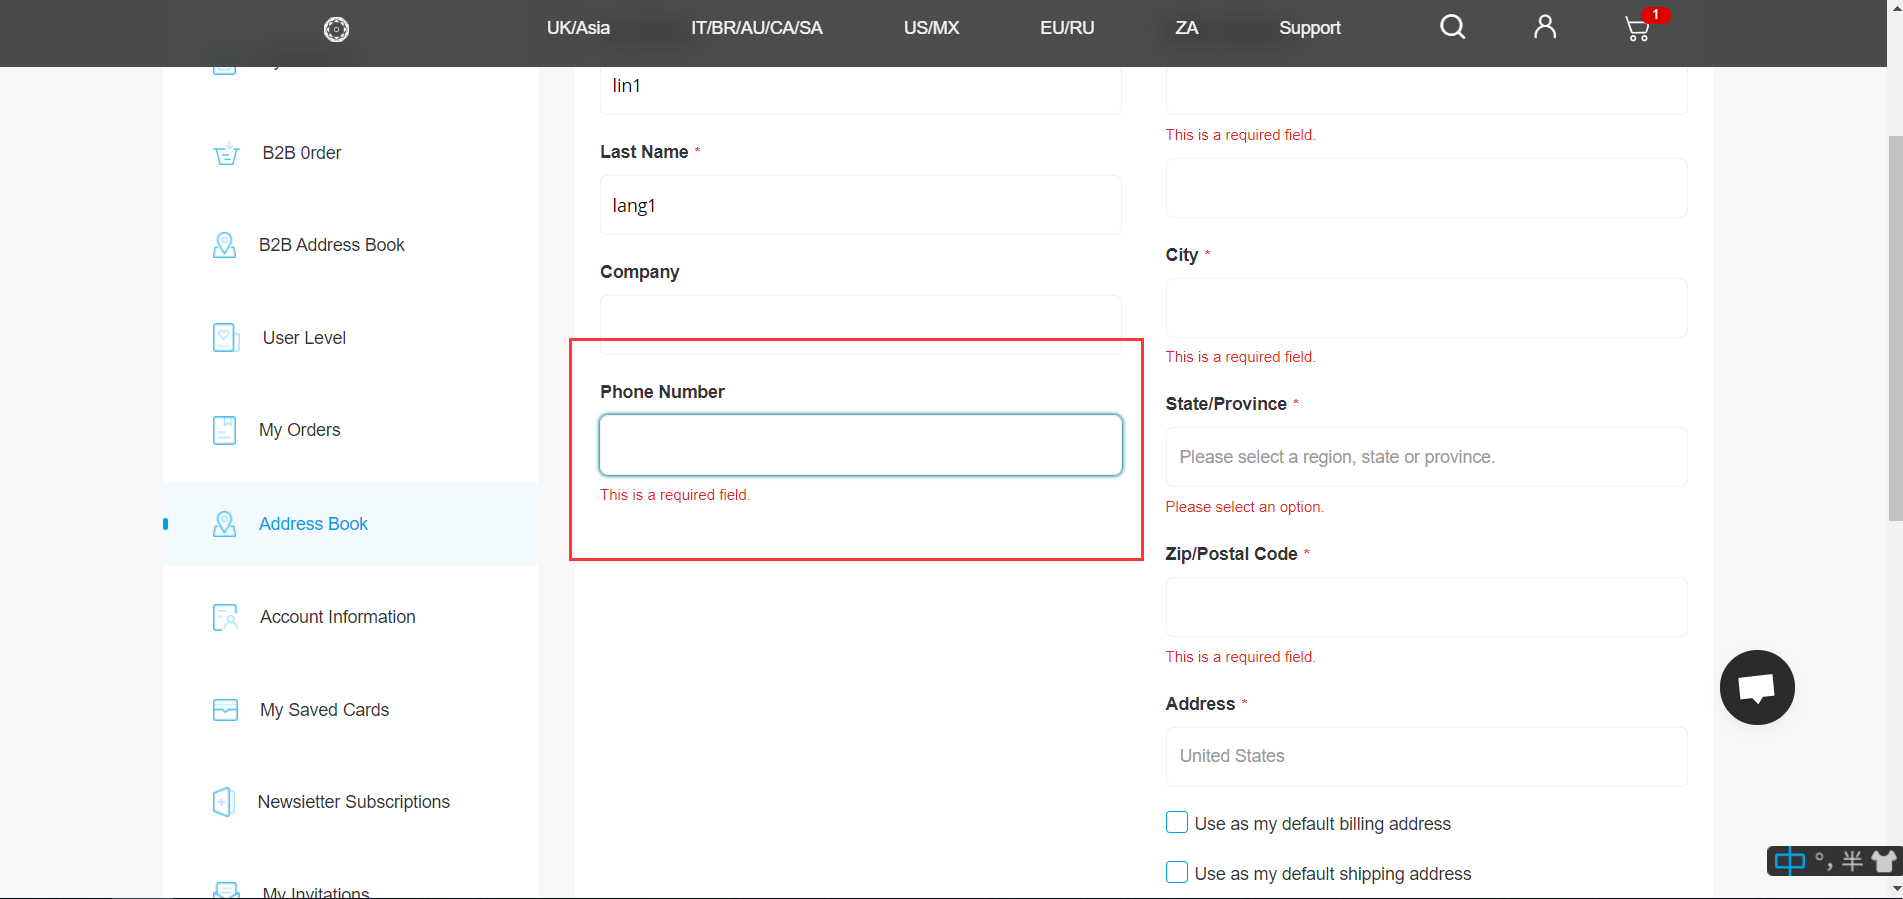 UK/Asia IT/BR/AU/CA/SA US/MX EU/RU ZA Support 1
B2B 0rder
B2B Address Book
User Level
My Orders
Address Book
Account Information
My Saved Cards
Newsietter Subscriptions
My Invitations
lin1
Last Name *
lang1
Company
Phone Number
This is a required field.
This is a required field.
City *
This is a required field.
State/Province *
Please select a region, state or province.
Please select an option.
Zip/Postal Code *
This is a required field.
Address *
United States
Use as my default billing address
Use as my default shipping address
中 °, 半